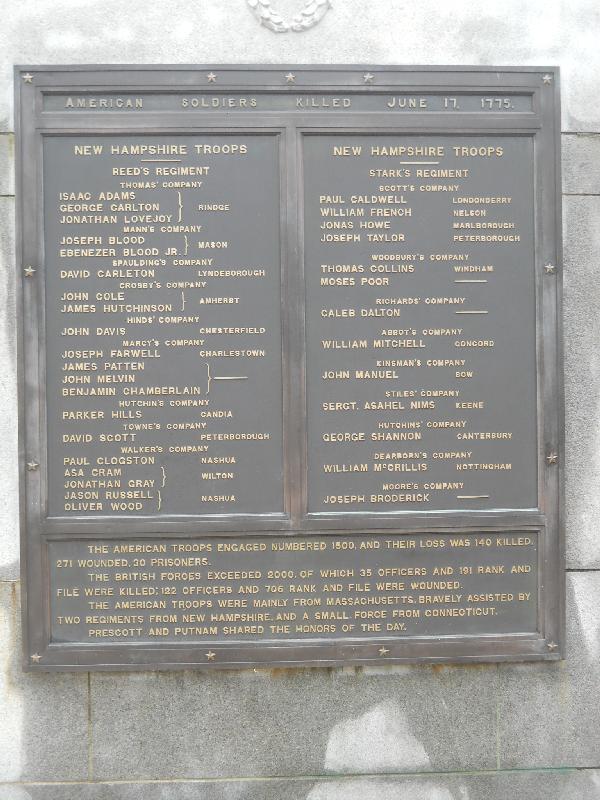 AMERICAN SOLDIERS KILLED JUNE 17, 1775.
NEW HAMPSHIRE TROOPS
REED'S REGIMENT
THOMAS' COMPANY
ISAAC ADAMS
GEORGE CARLTON RINDGE
JONATHAN LOVEJOY
MANN'S COMPANY
JOSEPH BLOOD
MASON
EBENEZER BLOOD JR.
SPAULDING'S COMPANY
DAVID CARLETON LYNDEBOROUGH
CROSBY'S COMPANY
JOHN COLE
AMHERST
JAMES HUTCHINSON
HINDS' COMPANY
JOHN DAVIS CHESTERFIELD
MARCY'S COMPANY
JOSEPH FARWELL CHARLESTOWN
JAMES PATTEN
JOHN MELVIN
BENJAMIN CHAMBERLAIN
HUTCHIN'S COMPANY
PARKER HILLS CANDIA
TOWNE'S COMPANY
DAVID SCOTT PETERBOROUGH
WALKER'S COMPANY
PAUL CLOGSTON NASHUA
ASA CRAM
WILTON
JONATHAN GRAY
JASON RUSSELL
NASHUA
OLIVER WOOD
NEW HAMPSHIRE TROOPS
STARK'S REGIMENT
SCOTT'S COMPANY
PAUL CALDWELL LONDONDERRY
WILLIAM FRENCH NELSON
JONAS HOWE MARLBOROUGH
JOSEPH TAYLOR PETERBOROUGH
WOODBURY'S COMPANY
THOMAS COLLINS WINDHAM
MOSES POOR
RICHARDS' COMPANY
CALEB DALTON
ABBOT'S COMPANY
WILLIAM MITCHELL CONCORD
KINSMAN'S COMPANY
JOHN MANUEL BOW
STILES' COMPANY
SERGT. ASAHEL NIMS KEENE
HUTCHINS' COMPANY
GEORGE SHANNON CANTERBURY
DEARBORN'S COMPANY
WILLIAM McCRILLIS NOTTINGHAM
MOORE'S COMPANY
JOSEPH BRODERICK
THE AMERICAN TROOPS ENGAGED NUMBERED 1500, AND THEIR LOSS WAS 140 KILLED,
271 WOUNDED, 30 PRISONERS.
THE BRITISH FORCES EXCEEDED 2000, OF WHICH 35 OFFICERS AND 191 RANK AND
FILE WERE KILLED; 122 OFFICERS AND 706 RANK AND FILE WERE WOUNDED.
THE AMERICAN TROOPS WERE MAINLY FROM MASSACHUSETTS, BRAVELY ASSISTED BY
TWO REGIMENTS FROM NEW HAMPSHIRE, AND A SMALL FORCE FROM CONNECTICUT.
PRESCOTT AND PUTNAM SHARED THE HONORS OF THE DAY.